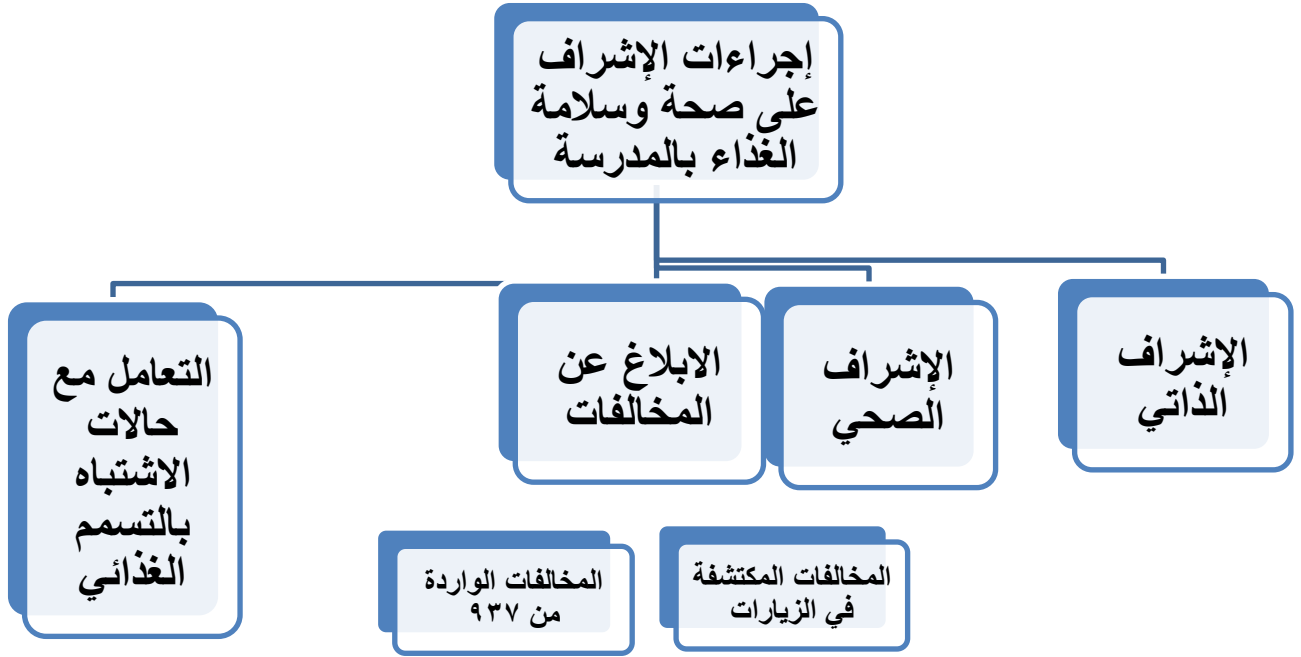 إجراءات الإشراف
على صحة وسلامة
الغذاء بالمدرسة
الإشراف
الذاتي
الإشراف
الصحي
الابلاغ عن
المخالفات
التعامل مع
حالات
الاشتباه
بالتسمم
الغذائي
المخالفات المكتشفة
في الزيارات
المخالفات الواردة
من ٩٣٧